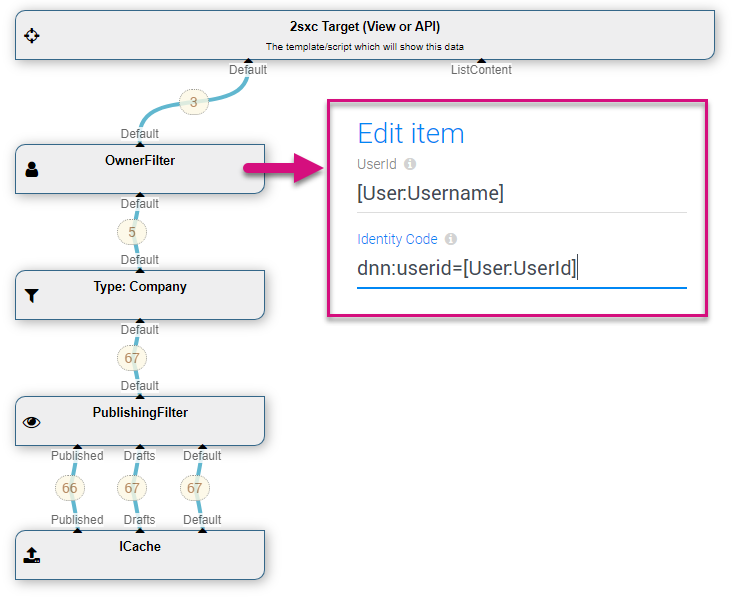 2sxc Target (View or API)
The template/script which will show this data
Default
ListContent
3
Default
OwnerFilter
Default
5
Default
Type: Company
Default
67
Default
PublishingFilter
Published Drafts Default
66 67 67
Published Drafts Default
ICache
Edit item
UserId
[User:Username]
Identity Code
dnn:userid=[User:UserId]